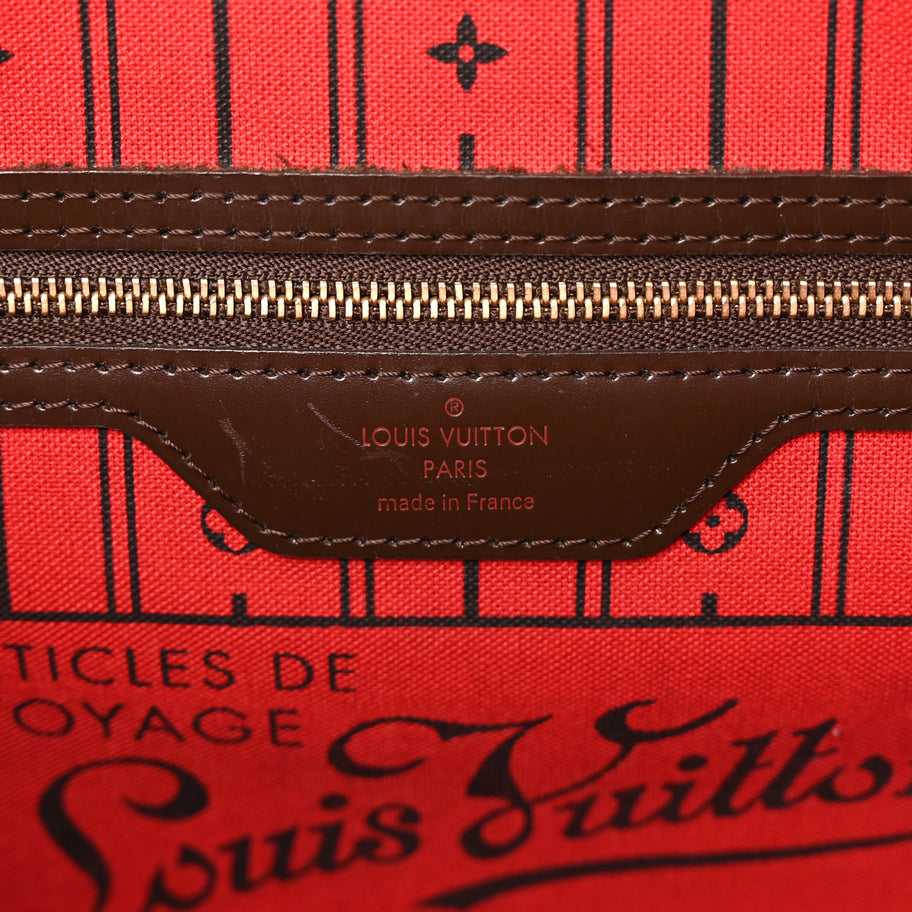 ®
LOUIS VUITTON
PARIS
made in France
TICLES DE
OYAGE
Louis Vuitton